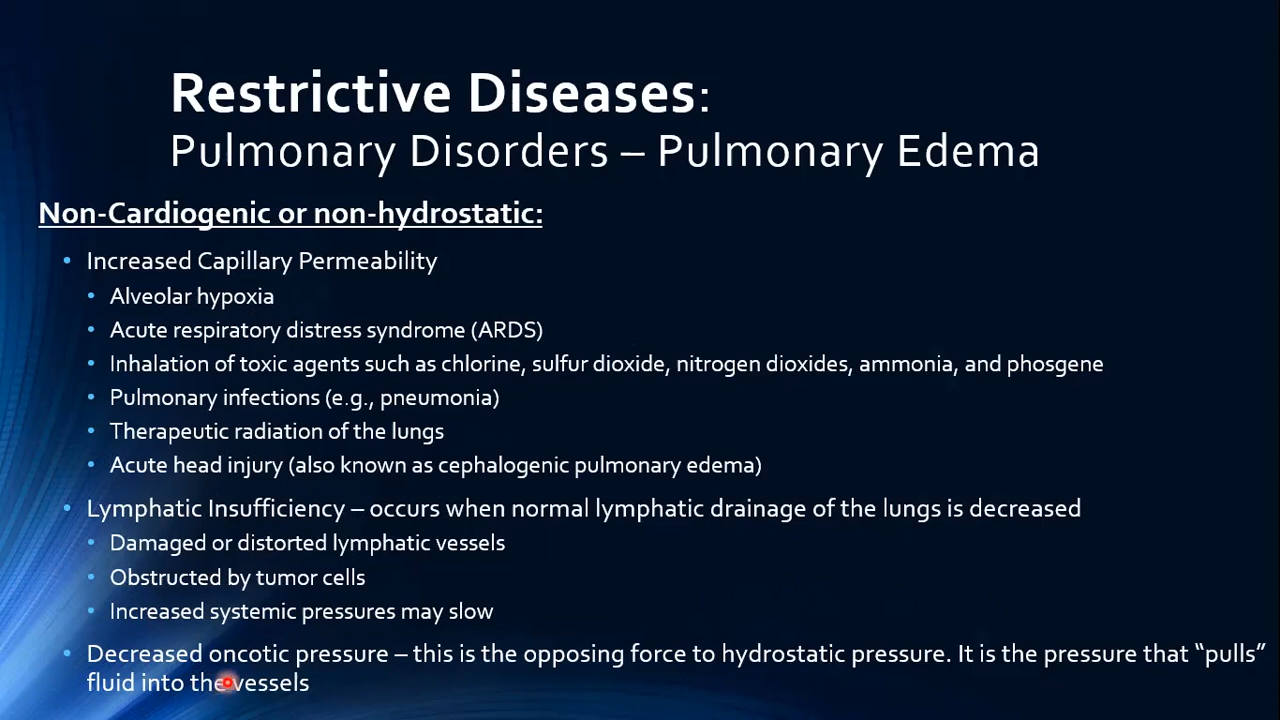 Restrictive Diseases:
Pulmonary Disorders – Pulmonary Edema
Non-Cardiogenic or non-hydrostatic:
• Increased Capillary Permeability
• Alveolar hypoxia
• Acute respiratory distress syndrome (ARDS)
• Inhalation of toxic agents such as chlorine, sulfur dioxide, nitrogen dioxides, ammonia, and phosgene
• Pulmonary infections (e.g., pneumonia)
• Therapeutic radiation of the lungs
• Acute head injury (also known as cephalogenic pulmonary edema)
• Lymphatic Insufficiency – occurs when normal lymphatic drainage of the lungs is decreased
• Damaged or distorted lymphatic vessels
• Obstructed by tumor cells
• Increased systemic pressures may slow
• Decreased oncotic pressure – this is the opposing force to hydrostatic pressure. It is the pressure that “pulls”
fluid into the vessels